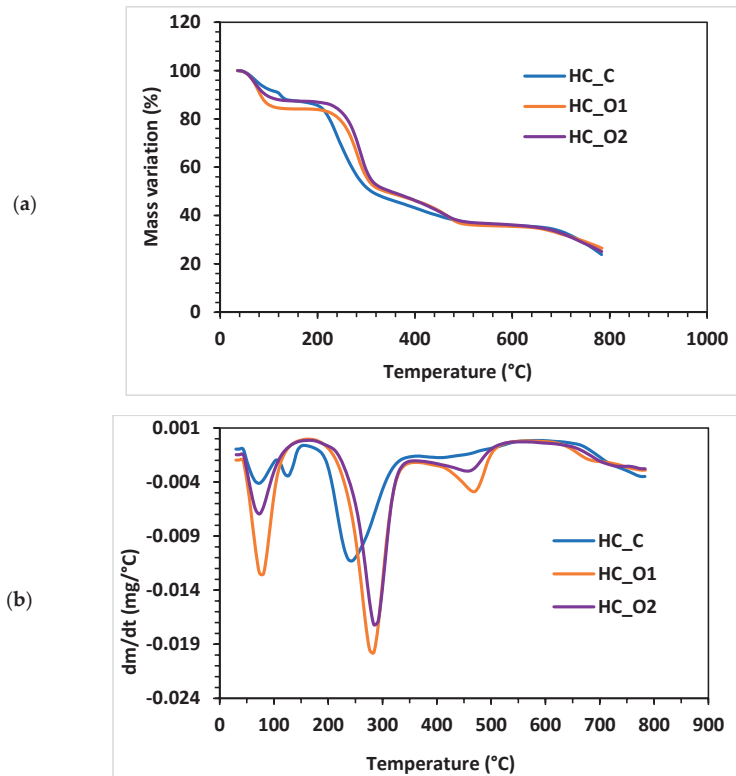 (a)
Mass variation (%)
120
100
80
60
40
20
0
HC_C
HC_O1
HC_O2
0 200 400 600 800 1000
Temperature (°C)
(b)
dm/dt (mg/°C)
0.001
-0.004
-0.009
-0.014
-0.019
-0.024
HC_C
HC_O1
HC_O2
0 100 200 300 400 500 600 700 800 900
Temperature (°C)